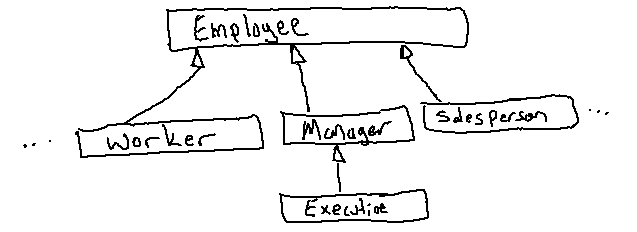 Employee
... Worker
Manager
Salesperson ...
Executive